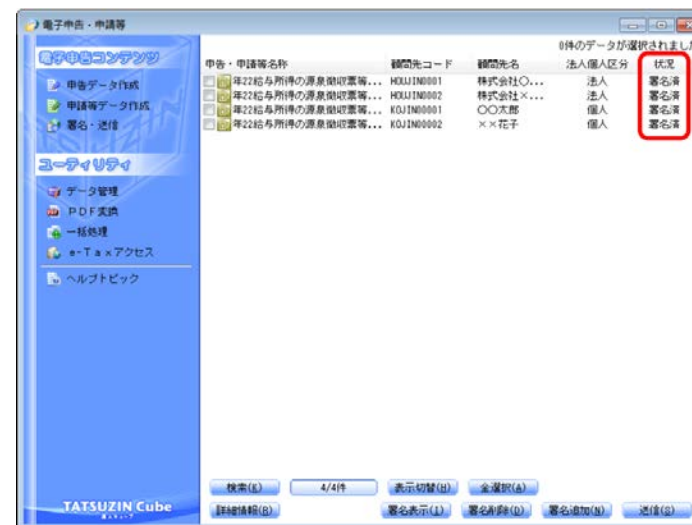 電子申告・申請等
0件のデータが選択されました
電子申告コンテンツ
申告データ作成
申請等データ作成
署名・送信
ユーティリティ
データ管理
PDF変換
一括処理
e-Taxアクセス
ヘルプトピック
申告・申請等名称 顧問先コード 顧問先名 法人個人区分 状況
年22給与所得の源泉徴収票等... HOUJIN0001 株式会社○... 法人 署名済
年22給与所得の源泉徴収票等... HOUJIN0002 株式会社×... 法人 署名済
年22給与所得の源泉徴収票等... KOJIN00001 ○○太郎 個人 署名済
年22給与所得の源泉徴収票等... KOJIN00002 ××花子 個人 署名済
検索(K) 4/4件 表示切替(H) 全選択(A)
詳細情報(R) 署名表示(I) 署名削除(D) 署名追加(N) 送信(S)
TATSUZIN Cube